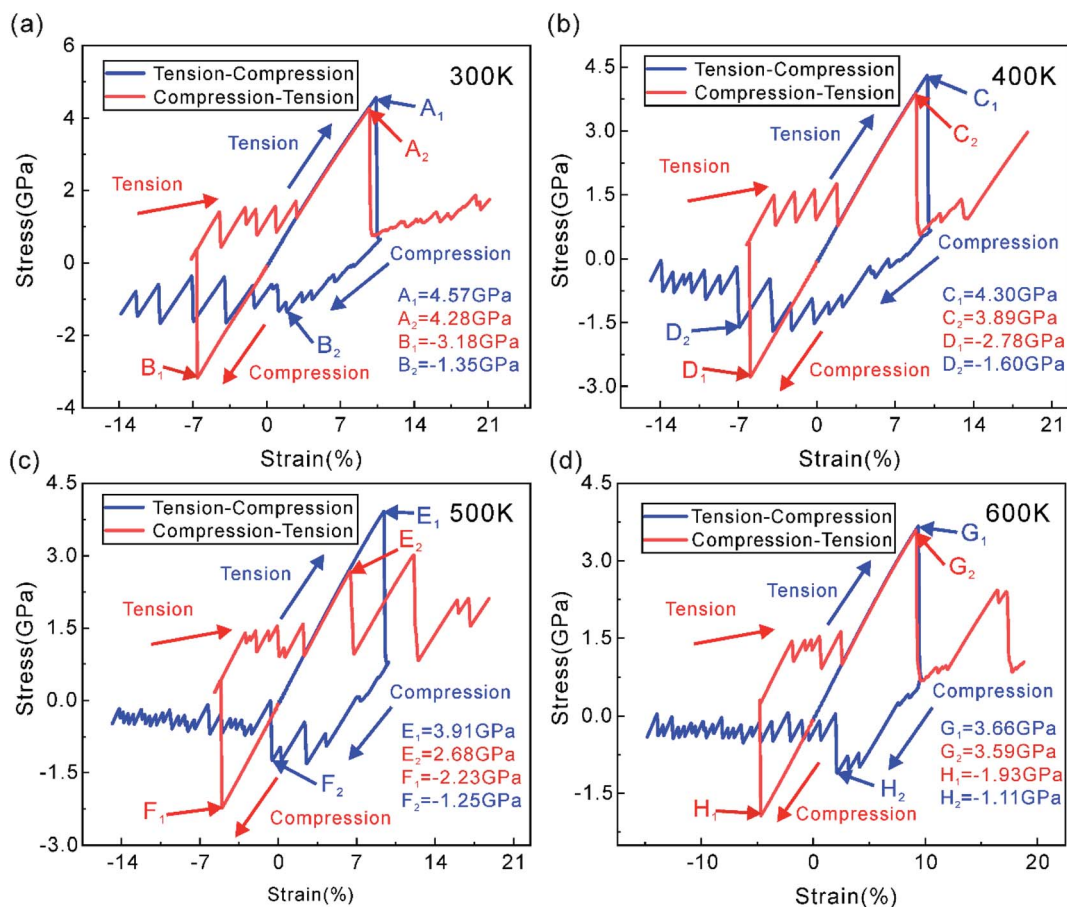 (a)
Tension-Compression
Compression-Tension
300K
A1
A2
Tension
Tension
Compression
B2
B1
Compression
A1=4.57GPa
A2=4.28GPa
B1=-3.18GPa
B2=-1.35GPa
6
4
2
0
-2
-4
Stress(GPa)
-14 -7 0 7 14 21
Strain(%)
(b)
Tension-Compression
Compression-Tension
400K
C1
C2
Tension
Tension
Compression
D2
D1
Compression
C1=4.30GPa
C2=3.89GPa
D1=-2.78GPa
D2=-1.60GPa
4.5
3.0
1.5
0.0
-1.5
-3.0
Stress(GPa)
-14 -7 0 7 14 21
Strain(%)
(c)
Tension-Compression
Compression-Tension
500K
E1
E2
Tension
Tension
Compression
F2
F1
Compression
E1=3.91GPa
E2=2.68GPa
F1=-2.23GPa
F2=-1.25GPa
4.5
3.0
1.5
0.0
-1.5
-3.0
Stress(GPa)
-14 -7 0 7 14 21
Strain(%)
(d)
Tension-Compression
Compression-Tension
600K
G1
G2
Tension
Tension
Compression
H2
H1
Compression
G1=3.66GPa
G2=3.59GPa
H1=-1.93GPa
H2=-1.11GPa
4.5
3.0
1.5
0.0
-1.5
Stress(GPa)
-10 0 10 20
Strain(%)